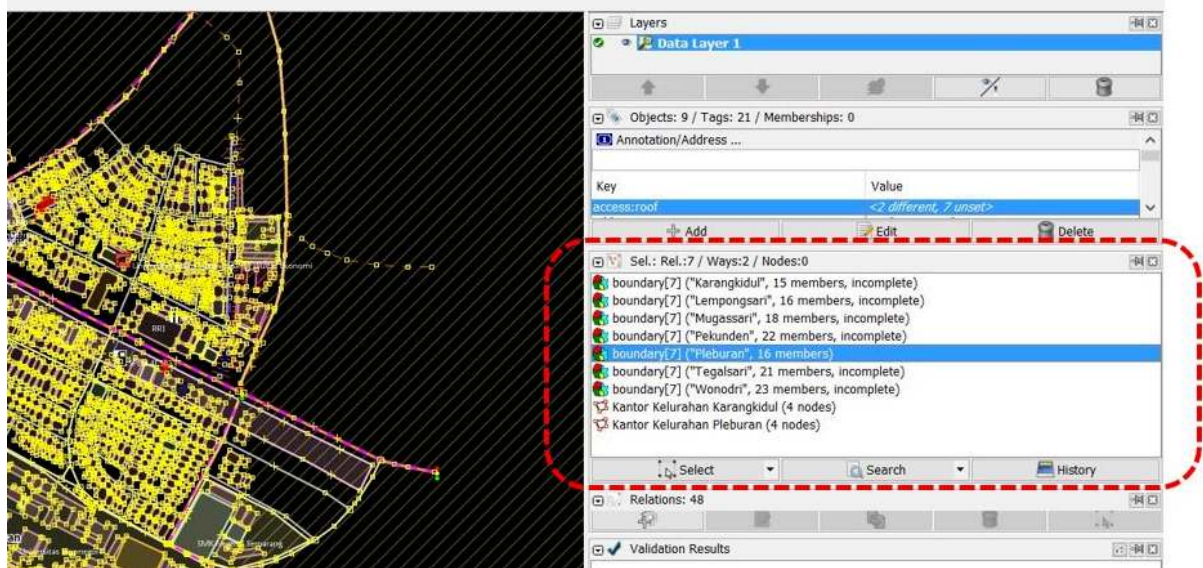 Layers
Data Layer 1
Objects: 9 / Tags: 21 / Memberships: 0
Annotation/Address ...
Key Value
access:roof <2 different, 7 unset>
Add Edit Delete
Sel.: Rel.:7 / Ways:2 / Nodes:0
boundary[7] ("Karangkidul", 15 members, incomplete)
boundary[7] ("Lempongsari", 16 members, incomplete)
boundary[7] ("Mugassari", 18 members, incomplete)
boundary[7] ("Pekunden", 22 members, incomplete)
boundary[7] ("Pleburan", 16 members)
boundary[7] ("Tegalsari", 21 members, incomplete)
boundary[7] ("Wonodri", 23 members, incomplete)
Kantor Kelurahan Karangkidul (4 nodes)
Kantor Kelurahan Pleburan (4 nodes)
Select Search History
Relations: 48
Validation Results
RRI